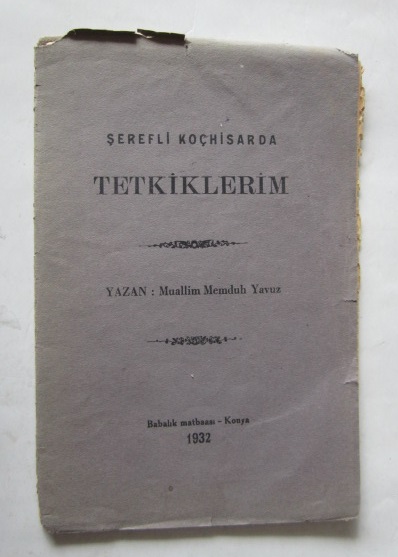 ŞEREFLİ KOÇHİSARDA
TETKİKLERİM
YAZAN : Muallim Memduh Yavuz
Babalık matbaası - Konya
1932